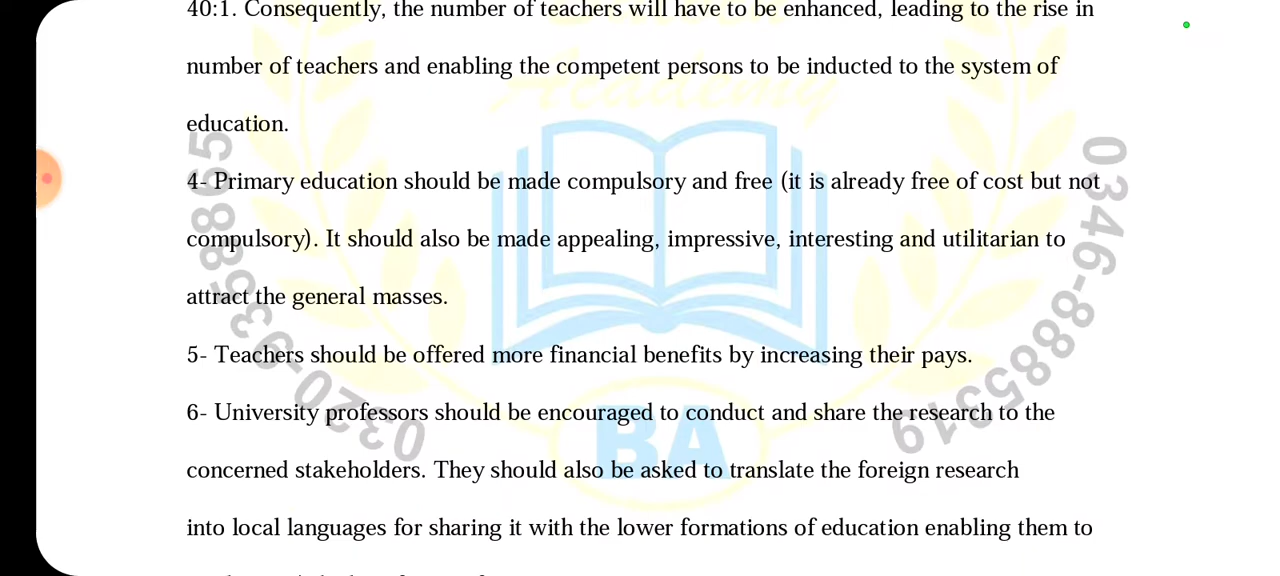 40:1. Consequently, the number of teachers will have to be enhanced, leading to the rise in
number of teachers and enabling the competent persons to be inducted to the system of
education.
4- Primary education should be made compulsory and free (it is already free of cost but not
compulsory). It should also be made appealing, impressive, interesting and utilitarian to
attract the general masses.
5- Teachers should be offered more financial benefits by increasing their pays.
6- University professors should be encouraged to conduct and share the research to the
concerned stakeholders. They should also be asked to translate the foreign research
into local languages for sharing it with the lower formations of education enabling them to
Academy
BA
0346-8885319